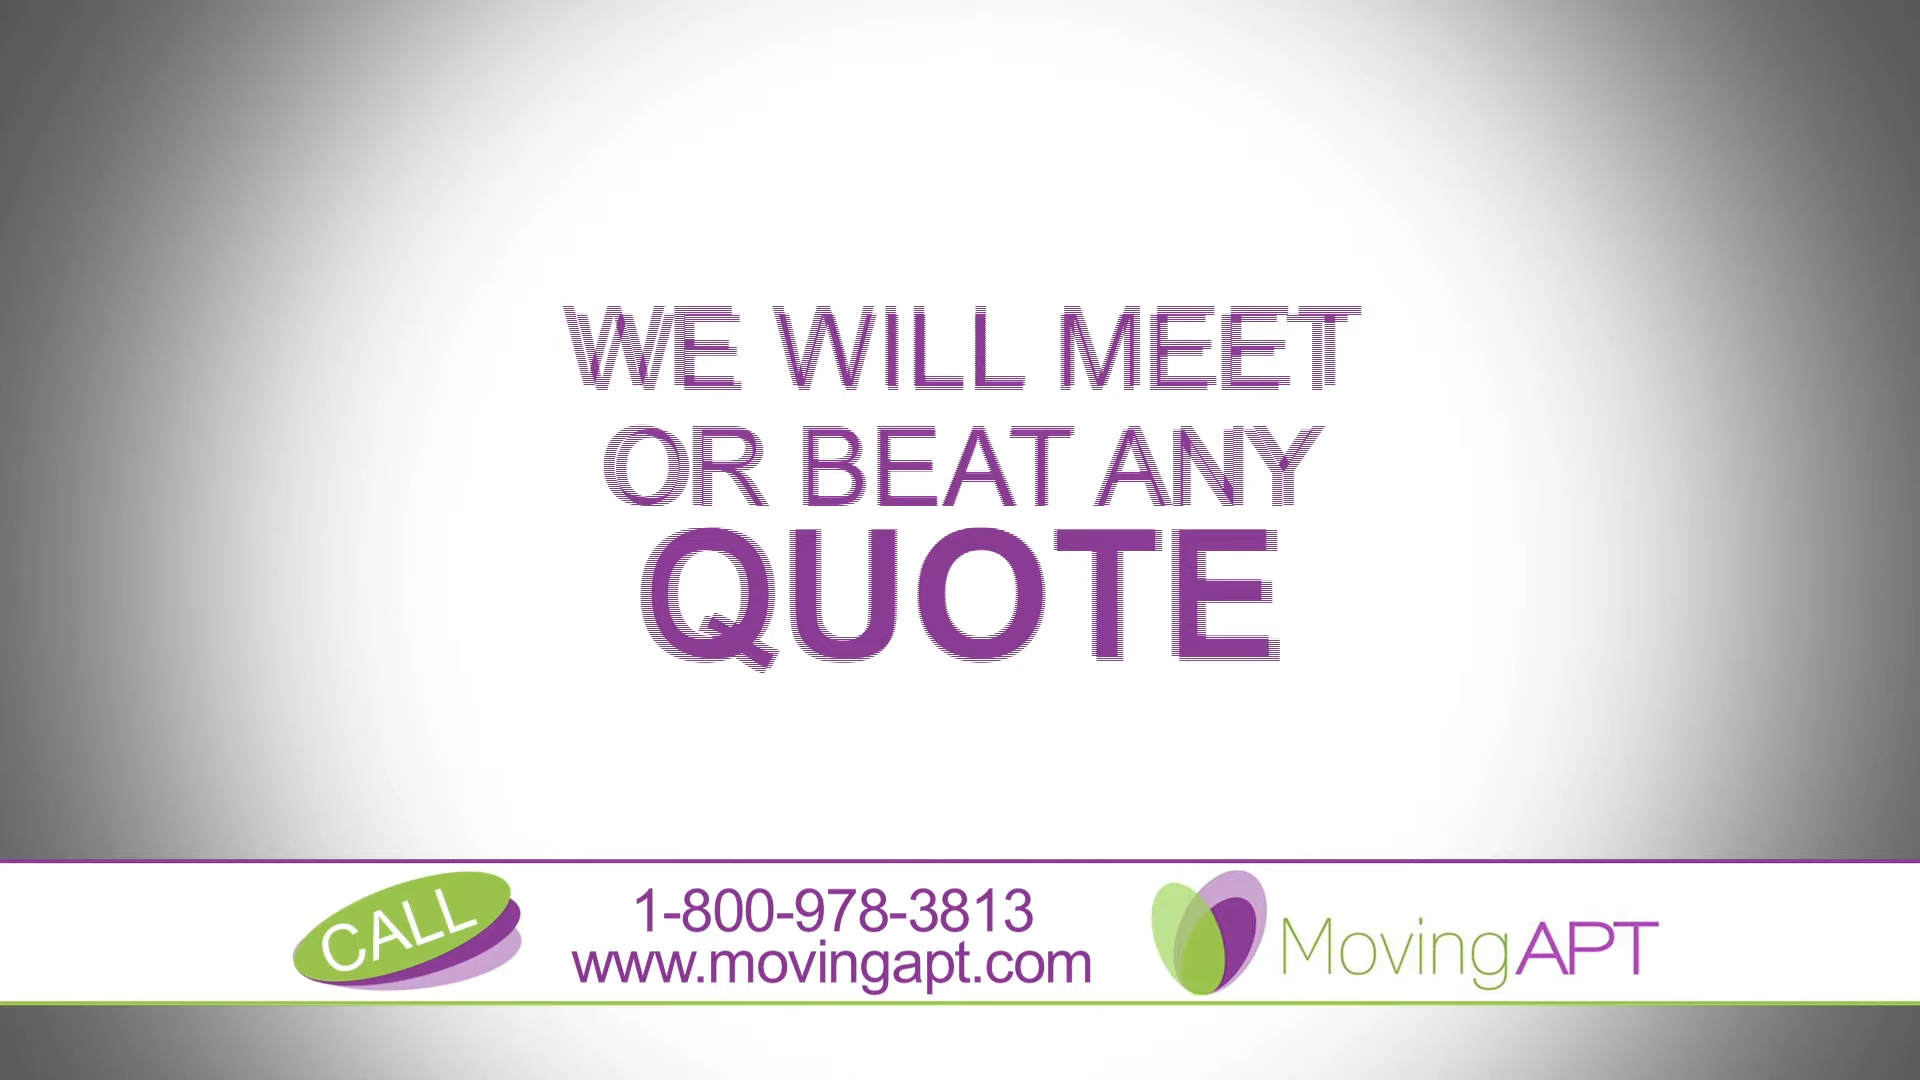 WE WILL MEET
OR BEAT ANY
QUOTE
CALL
1-800-978-3813
www.movingapt.com
MovingAPT